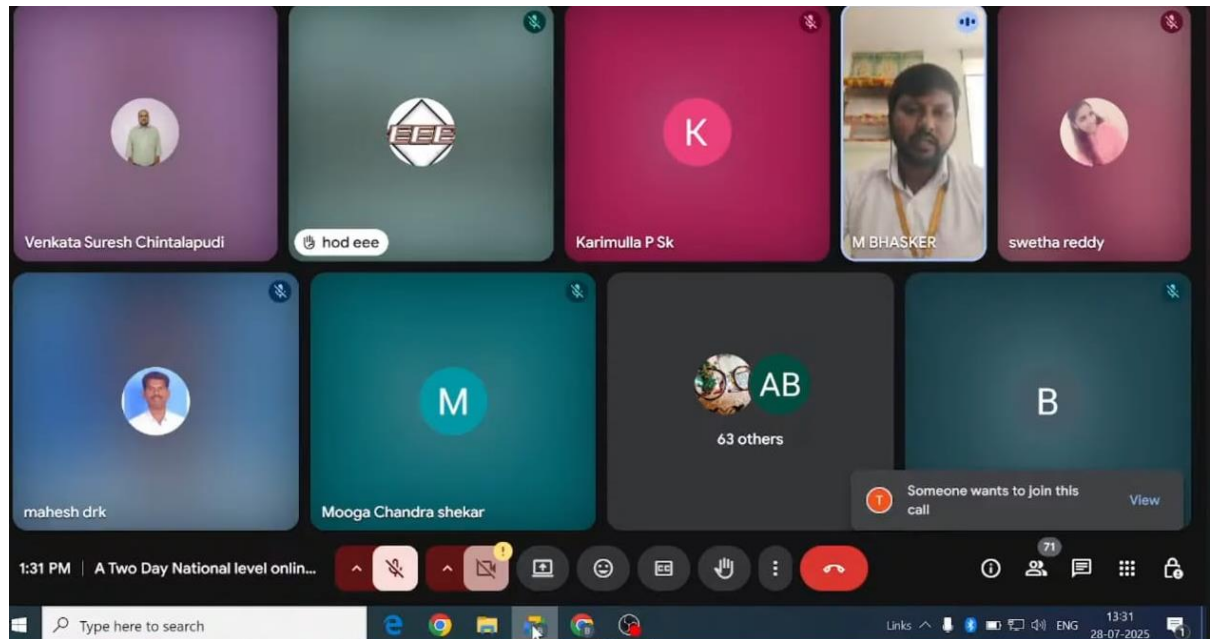 EEE
Venkata Suresh Chintalapudi
hod eee
K
Karimulla P Sk
M BHASKER
swetha reddy
mahesh drk
M
Mooga Chandra shekar
AB
63 others
B
T
Someone wants to join this
call
View
1:31 PM | A Two Day National level onlin...
CC
71
Type here to search
Links
ENG
13:31
28-07-2025